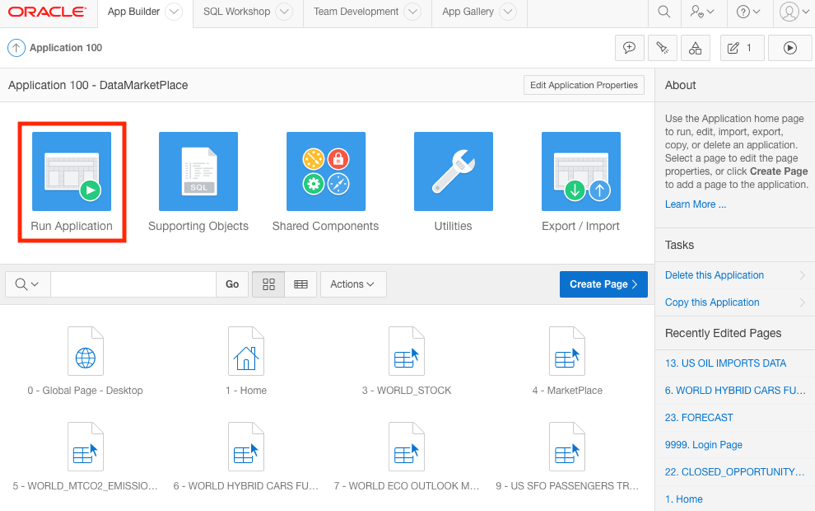 ORACLE
App Builder
SQL Workshop
Team Development
App Gallery
Application 100
1
Application 100 - DataMarketPlace
Edit Application Properties
Run Application
SQL
Supporting Objects
Shared Components
Utilities
Export / Import
Go
Actions
Create Page
0 - Global Page - Desktop
1 - Home
3 - WORLD_STOCK
4 - MarketPlace
5 - WORLD_MTCO2_EMISSIO...
6 - WORLD HYBRID CARS FU...
7 - WORLD ECO OUTLOOK M...
9 - US SFO PASSENGERS TR...
About
Use the Application home page
to run, edit, import, export,
copy, or delete an application.
Select a page to edit the page
properties, or click Create Page
to add a page to the application.
Learn More ...
Tasks
Delete this Application
Copy this Application
Recently Edited Pages
13. US OIL IMPORTS DATA
6. WORLD HYBRID CARS FU...
23. FORECAST
9999. Login Page
22. CLOSED_OPPORTUNITY...
1. Home